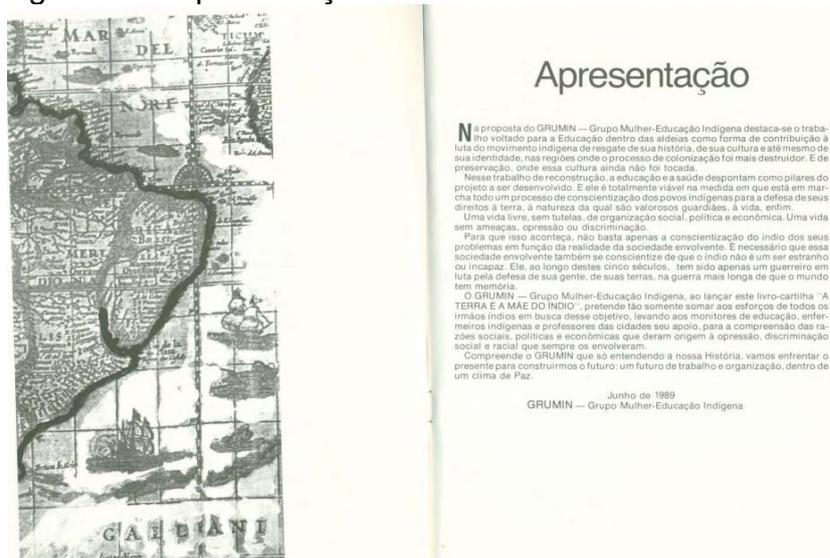 MAR
DEL
NORT
Apresentação
Na proposta do GRUMIN — Grupo Mulher-Educação Indígena destaca-se o traba-
lho voltado para a Educação dentro das aldeias como forma de contribuição à
luta do movimento indígena de resgate de sua história, de sua cultura e até mesmo de
sua identidade, nas regiões onde o processo de colonização foi mais destruidor. E de
preservação, onde essa cultura ainda não foi tocada.
Nesse trabalho de reconstrução, a educação e a saúde despontam como pilares do
projeto a ser desenvolvido. E ele é totalmente viável na medida em que está em mar-
cha todo um processo de conscientização dos povos indígenas para a defesa de seus
direitos à terra, à natureza da qual são valorosos guardiães, à vida, enfim.
Uma vida livre, sem tutelas, de organização social, política e econômica. Uma vida
sem ameaças, opressão ou discriminação.
Para que isso aconteça, não basta apenas a conscientização do índio dos seus
problemas em função da realidade da sociedade envolvente. É necessário que essa
sociedade envolvente também se conscientize de que o índio não é um ser estranho
ou incapaz. Ele, ao longo destes cinco séculos, tem sido apenas um guerreiro em
luta pela defesa de sua gente, de suas terras, na guerra mais longa de que o mundo
tem memória.
O GRUMIN — Grupo Mulher-Educação Indígena, ao lançar este livro-cartilha "A
TERRA É A MÃE DO ÍNDIO", pretende tão somente somar aos esforços de todos os
irmãos índios em busca desse objetivo, levando aos monitores de educação, enfer-
meiros indígenas e professores das cidades seu apoio, para a compreensão das ra-
zões sociais, políticas e econômicas que deram origem à opressão, discriminação
social e racial que sempre os envolveram.
Compreende o GRUMIN que só entendendo a nossa História, vamos enfrentar o
presente para construirmos o futuro: um futuro de trabalho e organização, dentro de
um clima de Paz.
Junho de 1989
GRUMIN — Grupo Mulher-Educação Indígena